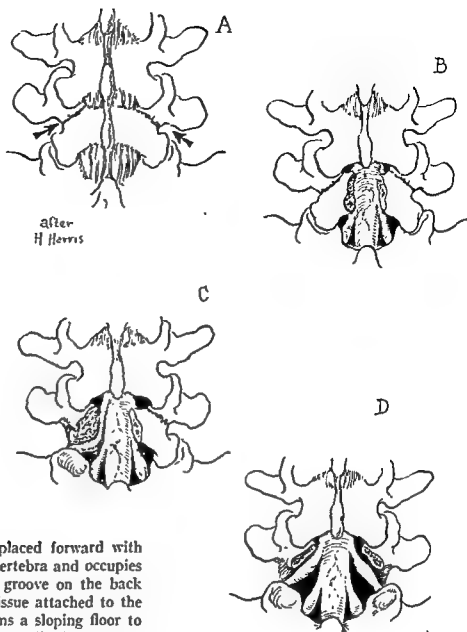 A
B
after
H Harris
C
D
placed forward with
ertebra and occupies
groove on the back
issue attached to the
ns a sloping floor to